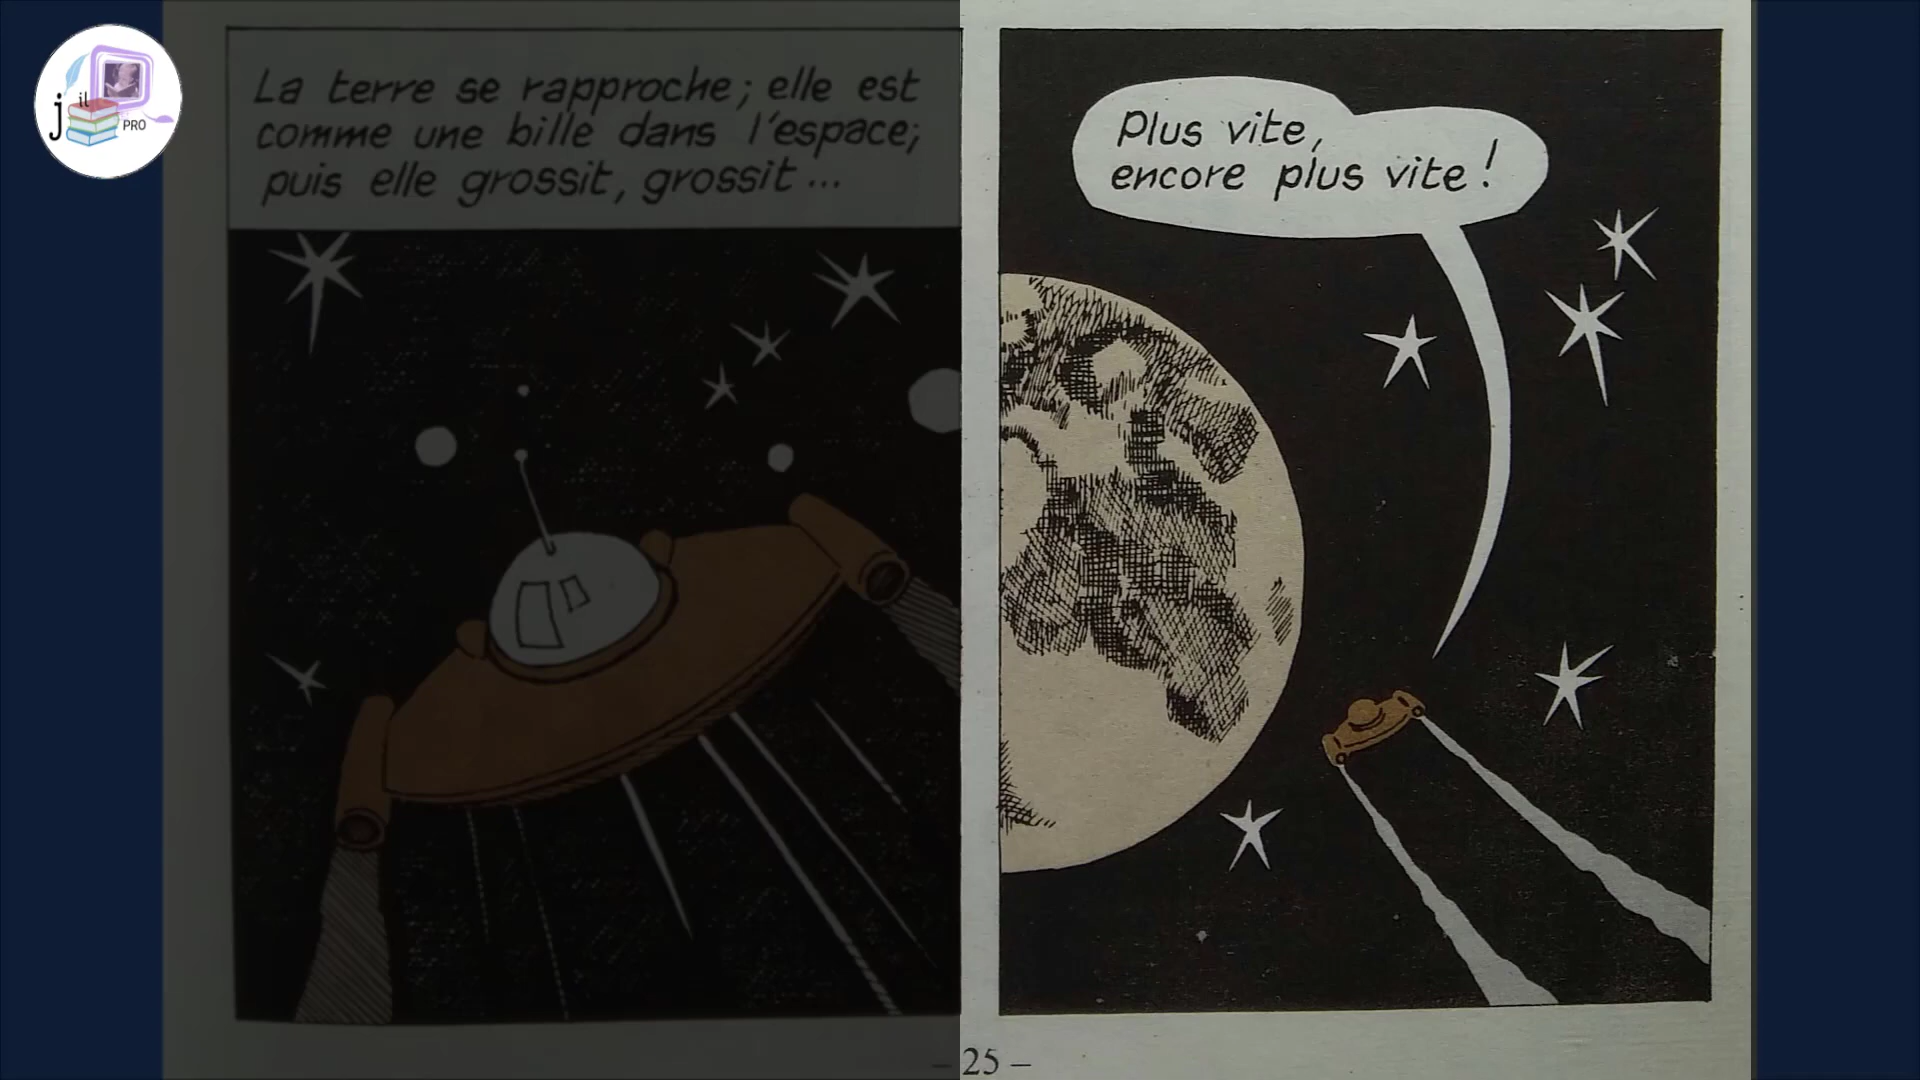 j il PRO
La terre se rapproche; elle est
comme une bille dans l'espace;
puis elle grossit, grossit...
Plus vite,
encore plus vite!
– 25 –